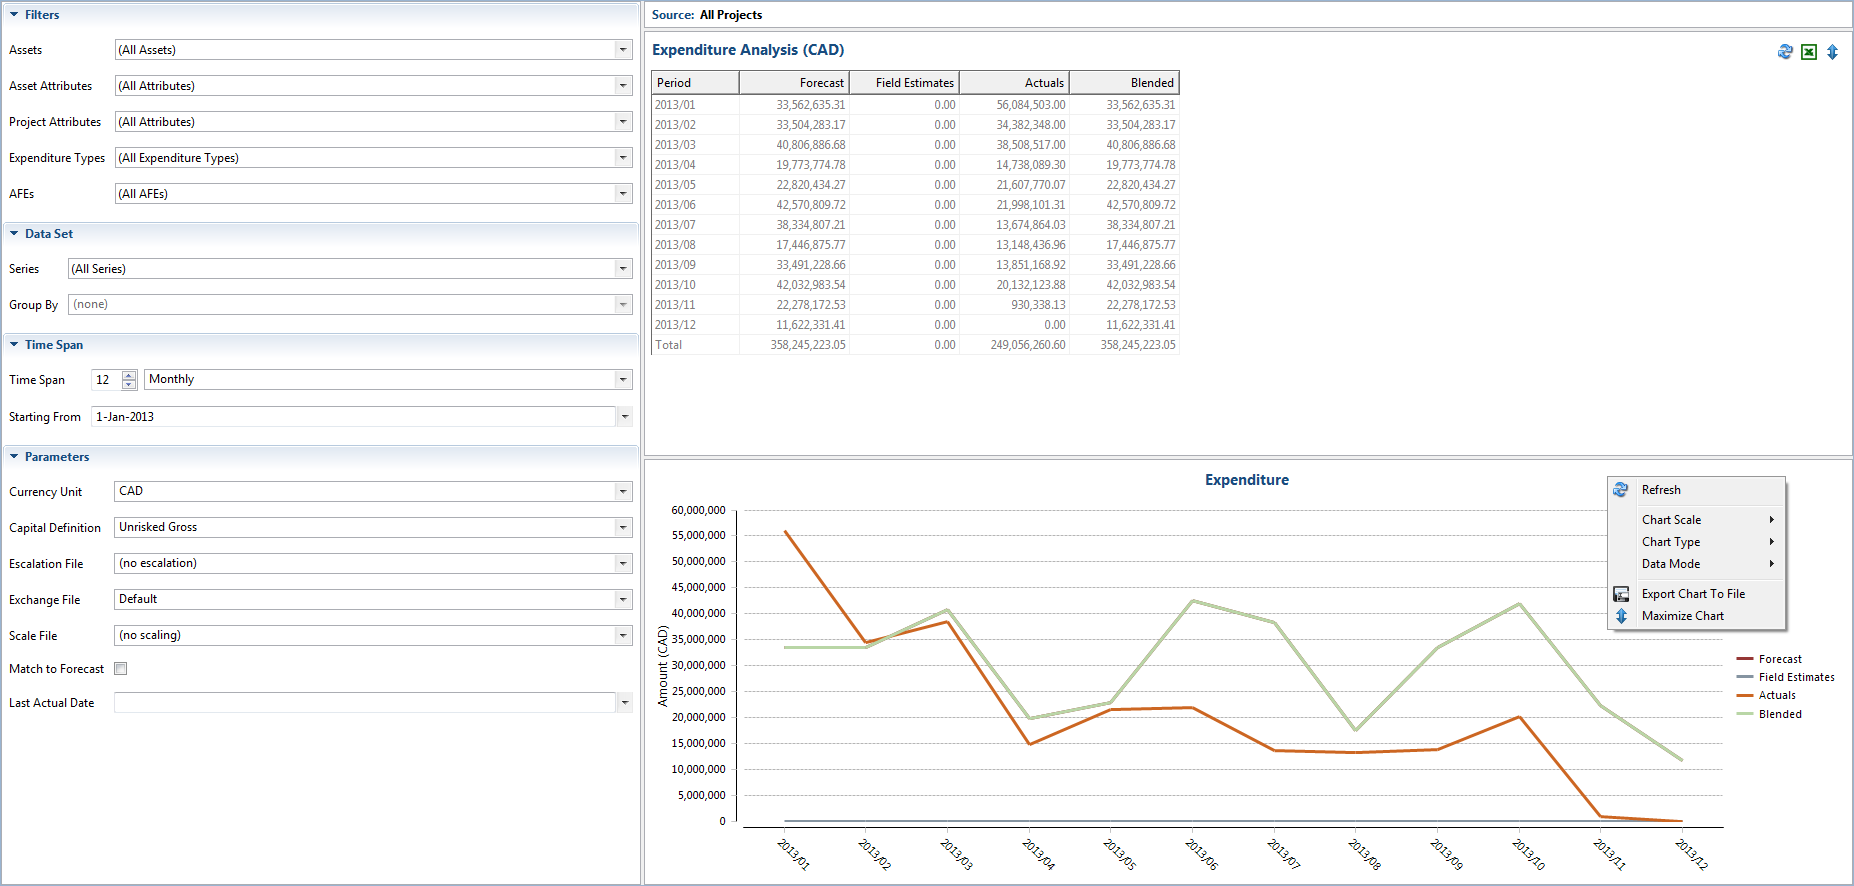 Filters
Assets (All Assets)
Asset Attributes (All Attributes)
Project Attributes (All Attributes)
Expenditure Types (All Expenditure Types)
AFEs (All AFEs)
Data Set
Series (All Series)
Group By (none)
Time Span
Time Span 12 Monthly
Starting From 1-Jan-2013
Parameters
Currency Unit CAD
Capital Definition Unrisked Gross
Escalation File (no escalation)
Exchange File Default
Scale File (no scaling)
Match to Forecast
Last Actual Date
Source: All Projects
Expenditure Analysis (CAD)
Period Forecast Field Estimates Actuals Blended
2013/01 33,562,635.31 0.00 56,084,503.00 33,562,635.31
2013/02 33,504,283.17 0.00 34,382,348.00 33,504,283.17
2013/03 40,806,886.68 0.00 38,508,517.00 40,806,886.68
2013/04 19,773,774.78 0.00 14,738,089.30 19,773,774.78
2013/05 22,820,434.27 0.00 21,607,770.07 22,820,434.27
2013/06 42,570,809.72 0.00 21,998,101.31 42,570,809.72
2013/07 38,334,807.21 0.00 13,674,864.03 38,334,807.21
2013/08 17,446,875.77 0.00 13,148,436.96 17,446,875.77
2013/09 33,491,228.66 0.00 13,851,168.92 33,491,228.66
2013/10 42,032,983.54 0.00 20,132,123.88 42,032,983.54
2013/11 22,278,172.53 0.00 930,338.13 22,278,172.53
2013/12 11,622,331.41 0.00 0.00 11,622,331.41
Total 358,245,223.05 0.00 249,056,260.60 358,245,223.05
Expenditure
Amount (CAD)
60,000,000
55,000,000
50,000,000
45,000,000
40,000,000
35,000,000
30,000,000
25,000,000
20,000,000
15,000,000
10,000,000
5,000,000
0
2013/01 2013/02 2013/03 2013/04 2013/05 2013/06 2013/07 2013/08 2013/09 2013/10 2013/11 2013/12
Refresh
Chart Scale
Chart Type
Data Mode
Export Chart To File
Maximize Chart
Forecast
Field Estimates
Actuals
Blended